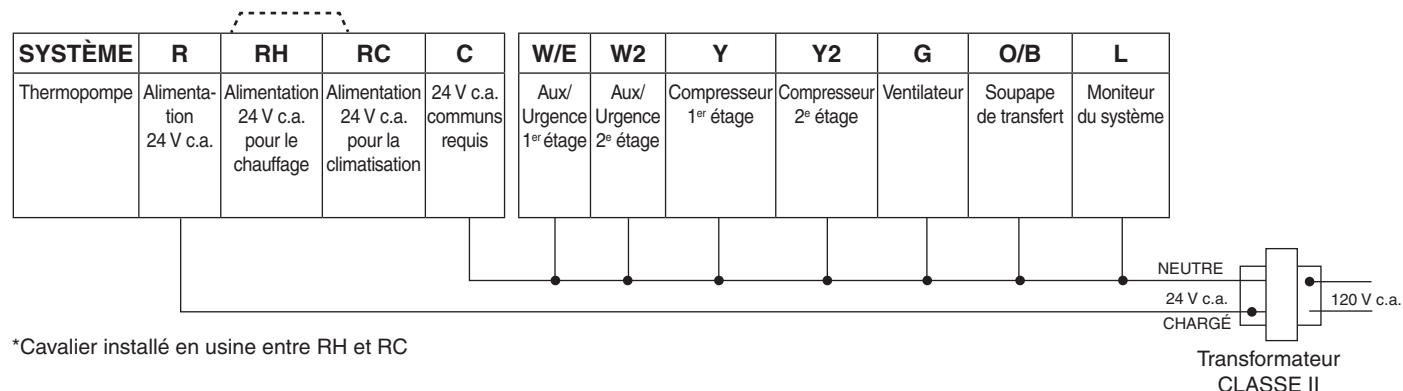 SYSTÈME R RH RC C W/E W2 Y Y2 G O/B L
Thermopompe
Alimenta-
tion
24 V c.a.
Alimentation
24 V c.a.
pour le
chauffage
Alimentation
24 V c.a.
pour la
climatisation
24 V c.a.
communs
requis
Aux/
Urgence
1er étage
Aux/
Urgence
2e étage
Compresseur
1er étage
Compresseur
2e étage
Ventilateur
Soupape
de transfert
Moniteur
du système
NEUTRE
24 V c.a.
CHARGÉ
120 V c.a.
*Cavalier installé en usine entre RH et RC
Transformateur
CLASSE II